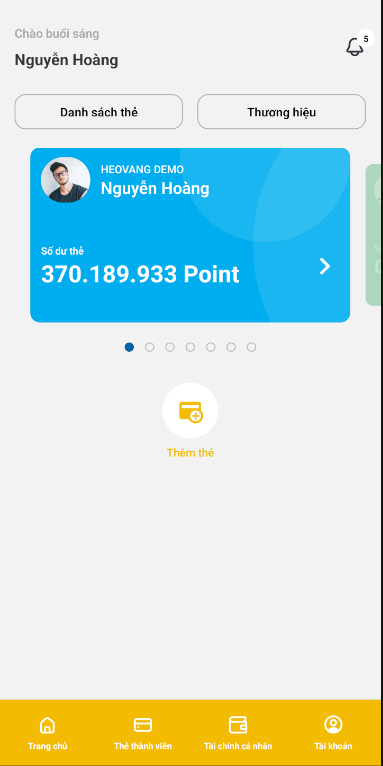 Chào buổi sáng
Nguyễn Hoàng
5
Danh sách thẻ
Thương hiệu
HEOVANG DEMO
Nguyễn Hoàng
Số dư thẻ
370.189.933 Point
Thêm thẻ
Trang chủ
Thẻ thành viên
Tài chính cá nhân
Tài khoản